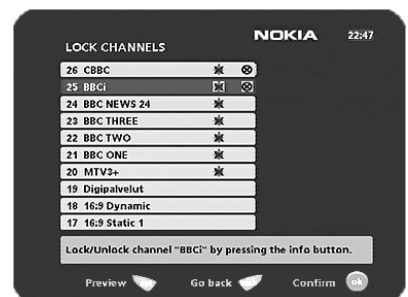 NOKIA 22:47
LOCK CHANNELS
26 CBBC
25 BBCi
24 BBC NEWS 24
23 BBC THREE
22 BBC TWO
21 BBC ONE
20 MTV3+
19 Digipalvelut
18 16:9 Dynamic
17 16:9 Static 1
Lock/Unlock channel "BBCi" by pressing the info button.
Preview Go back Confirm ok